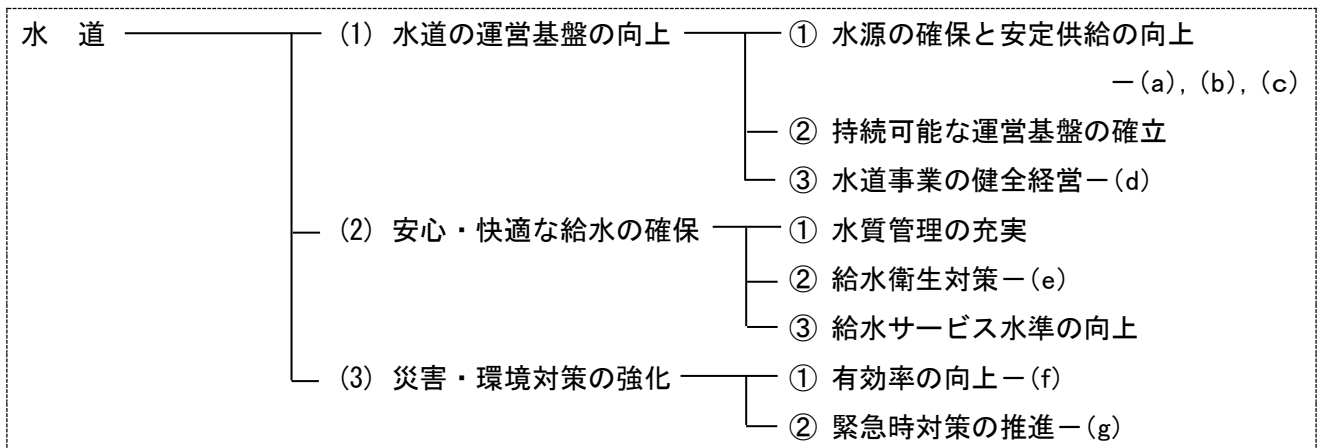 水　道　(1) 水道の運営基盤の向上　① 水源の確保と安定供給の向上
－(a), (b), (c)
② 持続可能な運営基盤の確立
③ 水道事業の健全経営－(d)
(2) 安心・快適な給水の確保　① 水質管理の充実
② 給水衛生対策－(e)
③ 給水サービス水準の向上
(3) 災害・環境対策の強化　① 有効率の向上－(f)
② 緊急時対策の推進－(g)